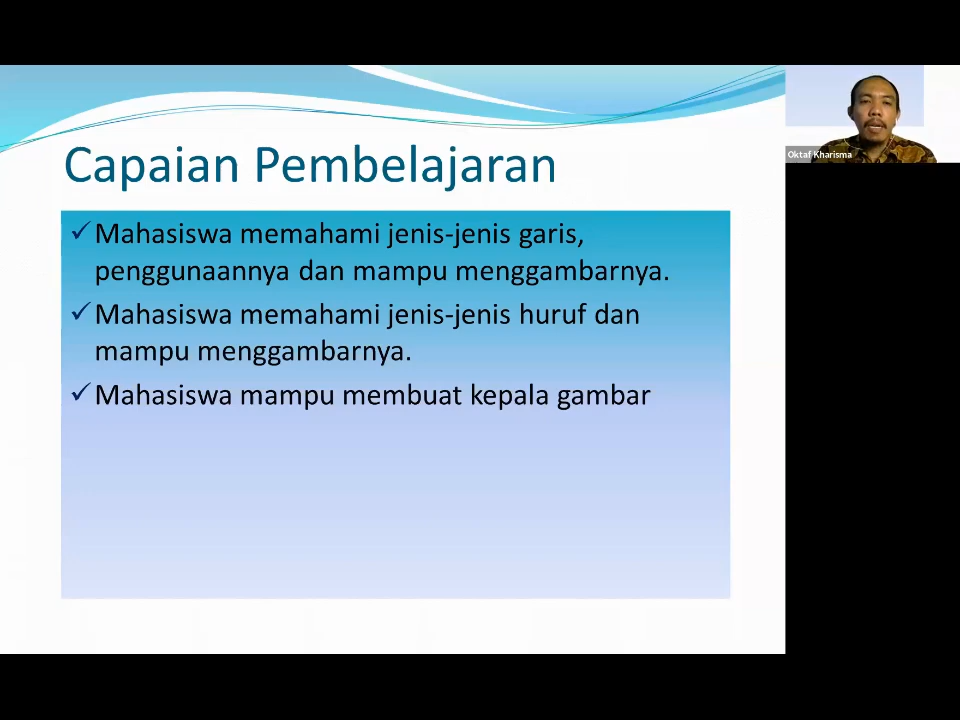 Capaian Pembelajaran
Mahasiswa memahami jenis-jenis garis,
penggunaannya dan mampu menggambarnya.
Mahasiswa memahami jenis-jenis huruf dan
mampu menggambarnya.
Mahasiswa mampu membuat kepala gambar
Oktaf Kharisma